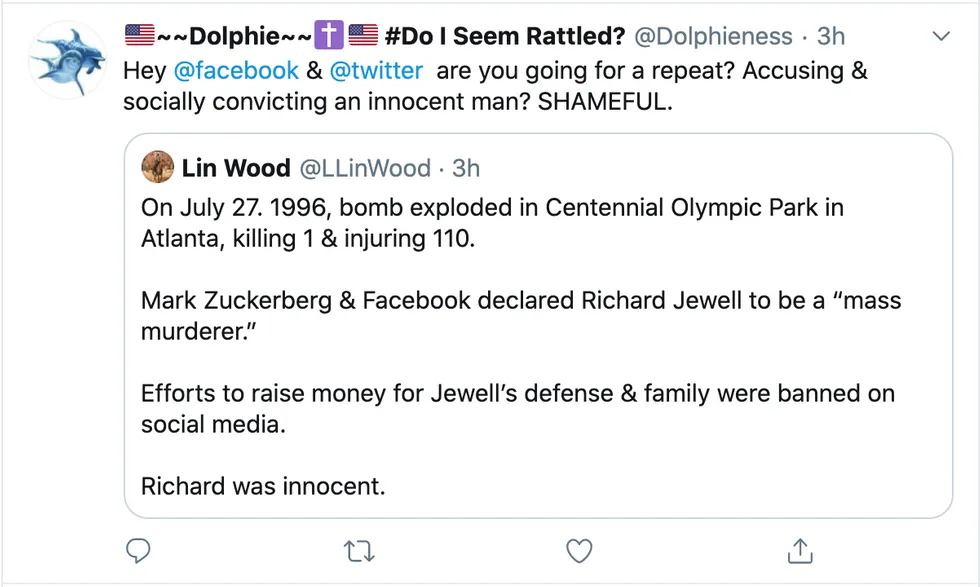 🇺🇸~~Dolphie~~✝️🇺🇸 #Do I Seem Rattled? @Dolphieness · 3h
Hey @facebook & @twitter are you going for a repeat? Accusing &
socially convicting an innocent man? SHAMEFUL.
Lin Wood @LLinWood · 3h
On July 27. 1996, bomb exploded in Centennial Olympic Park in
Atlanta, killing 1 & injuring 110.
Mark Zuckerberg & Facebook declared Richard Jewell to be a “mass
murderer.”
Efforts to raise money for Jewell’s defense & family were banned on
social media.
Richard was innocent.